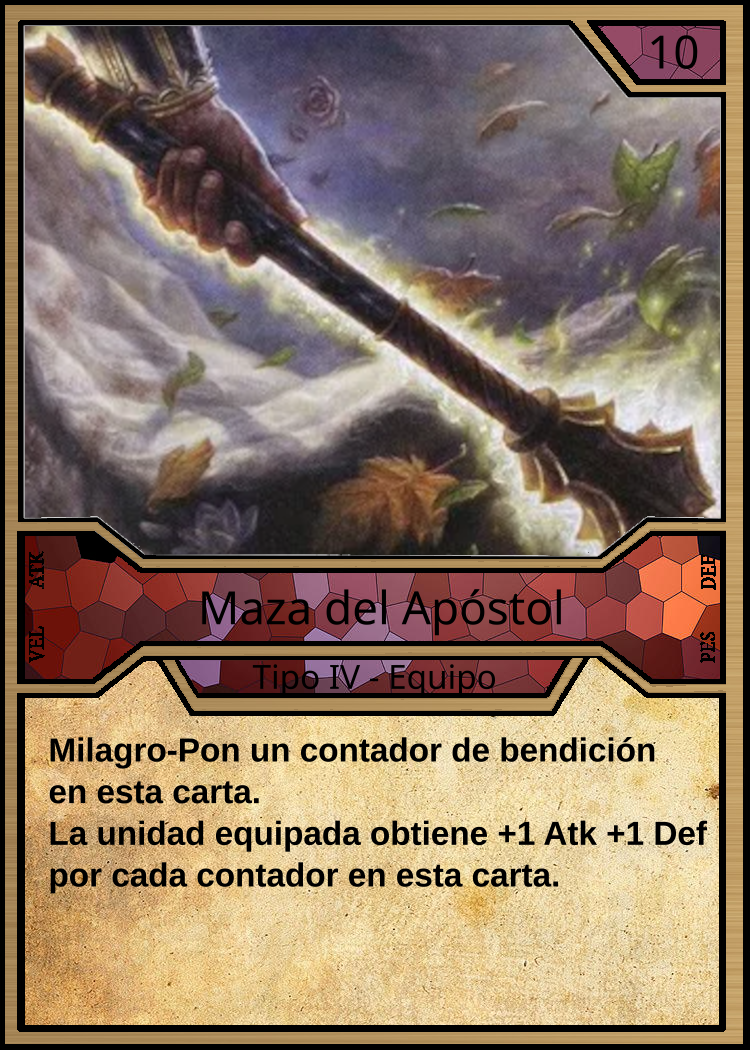 10
ATK
DEF
Maza del Apóstol
VEL
PES
Tipo IV - Equipo
Milagro-Pon un contador de bendición
en esta carta.
La unidad equipada obtiene +1 Atk +1 Def
por cada contador en esta carta.